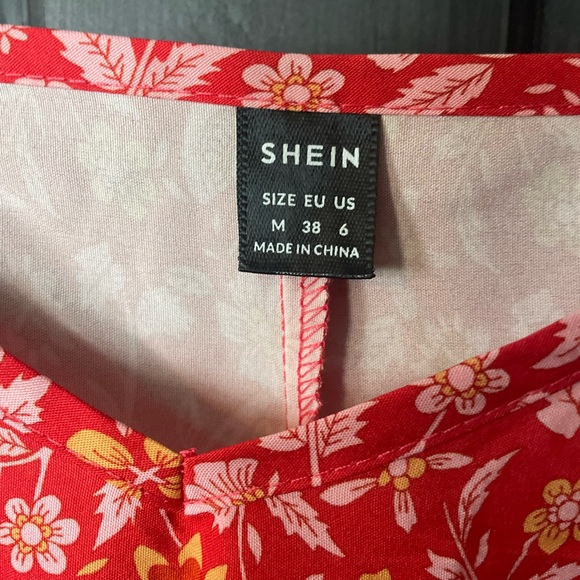 SHEIN
SIZE EU US
M 38 6
MADE IN CHINA